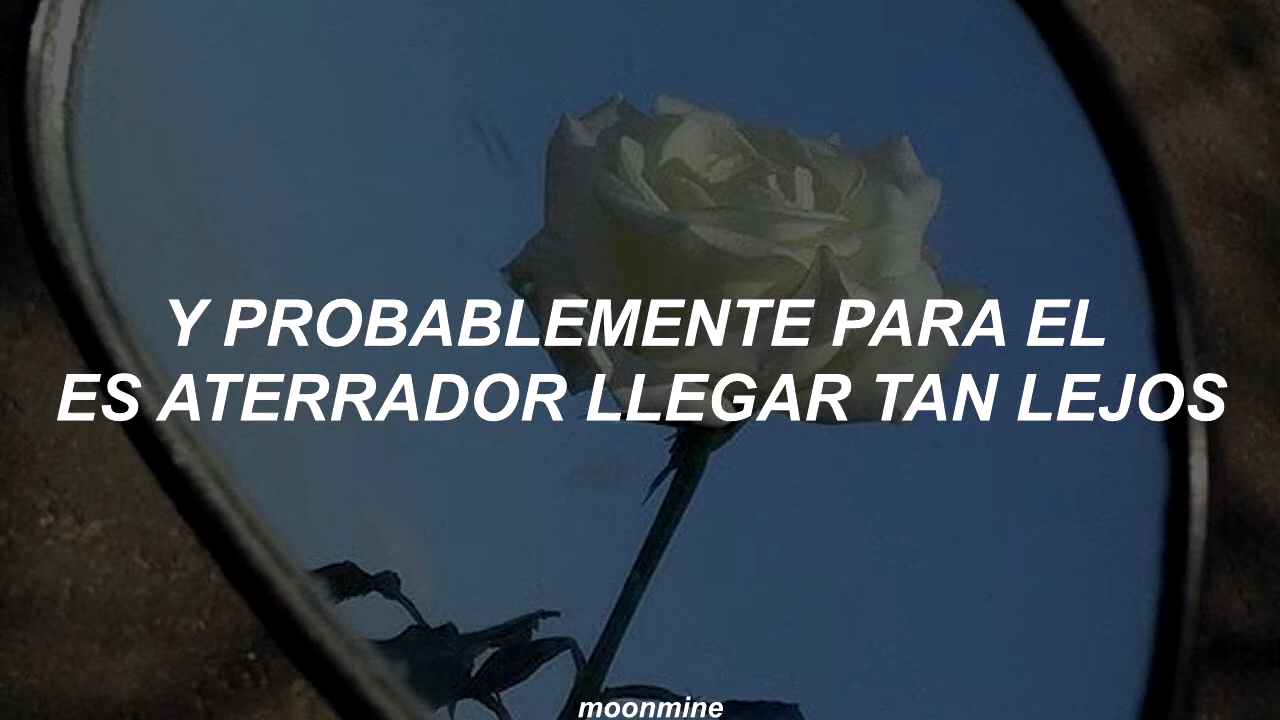 Y PROBABLEMENTE PARA EL
ES ATERRADOR LLEGAR TAN LEJOS
moonmine